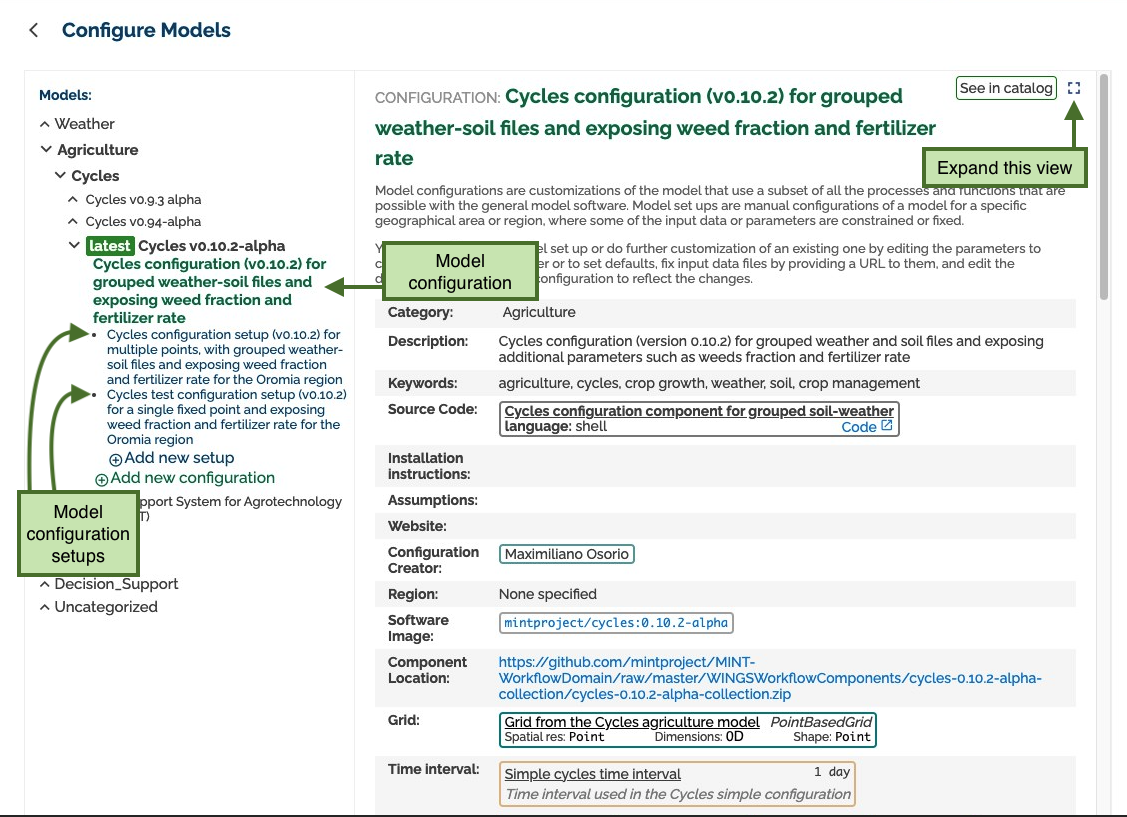 Configure Models
Models:
Weather
Agriculture
Cycles
Cycles v0.9.3 alpha
Cycles v0.94-alpha
latest Cycles v0.10.2-alpha
Cycles configuration (v0.10.2) for
grouped weather-soil files and
exposing weed fraction and
fertilizer rate
Cycles configuration setup (v0.10.2) for
multiple points, with grouped weather-
soil files and exposing weed fraction
and fertilizer rate for the Oromia region
Cycles test configuration setup (v0.10.2)
for a single fixed point and exposing
weed fraction and fertilizer rate for the
Oromia region
Add new setup
Add new configuration
pport System for Agrotechnology
T)
Decision_Support
Uncategorized
Model
configuration
setups
Model
configuration
CONFIGURATION: Cycles configuration (v0.10.2) for grouped
weather-soil files and exposing weed fraction and fertilizer
rate
See in catalog
Expand this view
Model configurations are customizations of the model that use a subset of all the processes and functions that are
possible with the general model software. Model set ups are manual configurations of a model for a specific
geographical area or region, where some of the input data or parameters are constrained or fixed.
el set up or do further customization of an existing one by editing the parameters to
er or to set defaults, fix input data files by providing a URL to them, and edit the
onfiguration to reflect the changes.
Category: Agriculture
Description: Cycles configuration (version 0.10.2) for grouped weather and soil files and exposing
additional parameters such as weeds fraction and fertilizer rate
Keywords: agriculture, cycles, crop growth, weather, soil, crop management
Source Code: Cycles configuration component for grouped soil-weather
language: shell Code
Installation
instructions:
Assumptions:
Website:
Configuration
Creator: Maximiliano Osorio
Region: None specified
Software
Image: mintproject/cycles:0.10.2-alpha
Component
Location: https://github.com/mintproject/MINT-
WorkflowDomain/raw/master/WINGSWorkflowComponents/cycles-0.10.2-alpha-
collection/cycles-0.10.2-alpha-collection.zip
Grid: Grid from the Cycles agriculture model PointBasedGrid
Spatial res: Point Dimensions: 0D Shape: Point
Time interval: Simple cycles time interval 1 day
Time interval used in the Cycles simple configuration